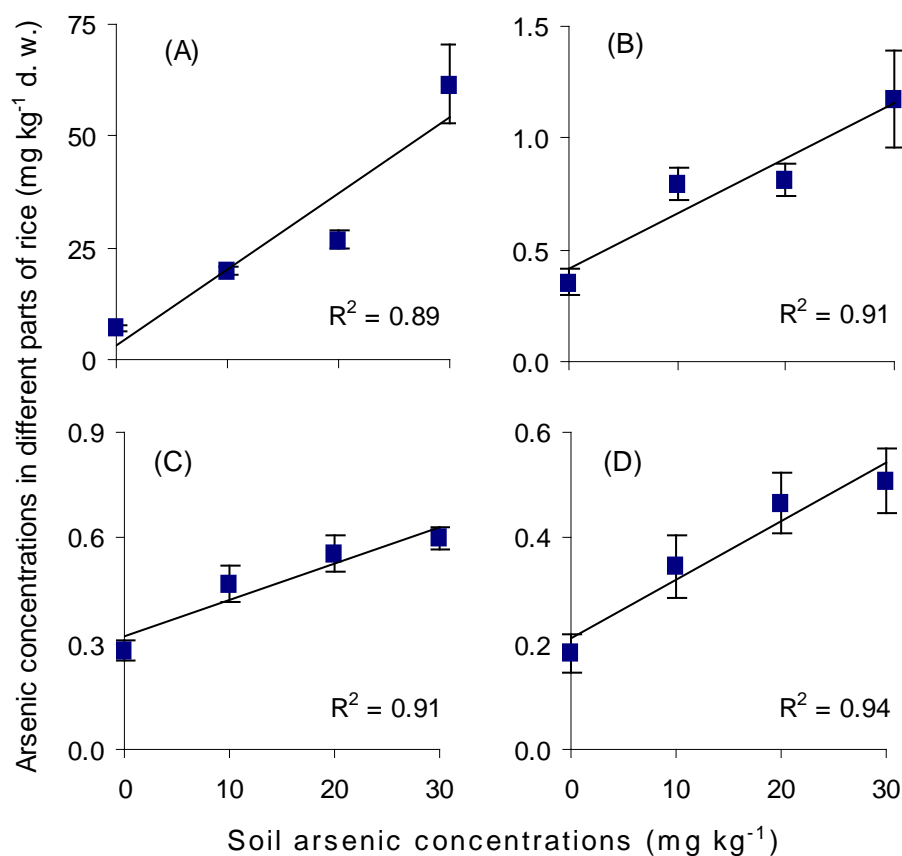 Arsenic concentrations in different parts of rice (mg kg⁻¹ d. w.)
(A)
75
50
25
0
R² = 0.89
(B)
1.5
1.0
0.5
0.0
R² = 0.91
(C)
0.9
0.6
0.3
0.0
R² = 0.91
0 10 20 30
(D)
0.6
0.4
0.2
0.0
R² = 0.94
0 10 20 30
Soil arsenic concentrations (mg kg⁻¹)